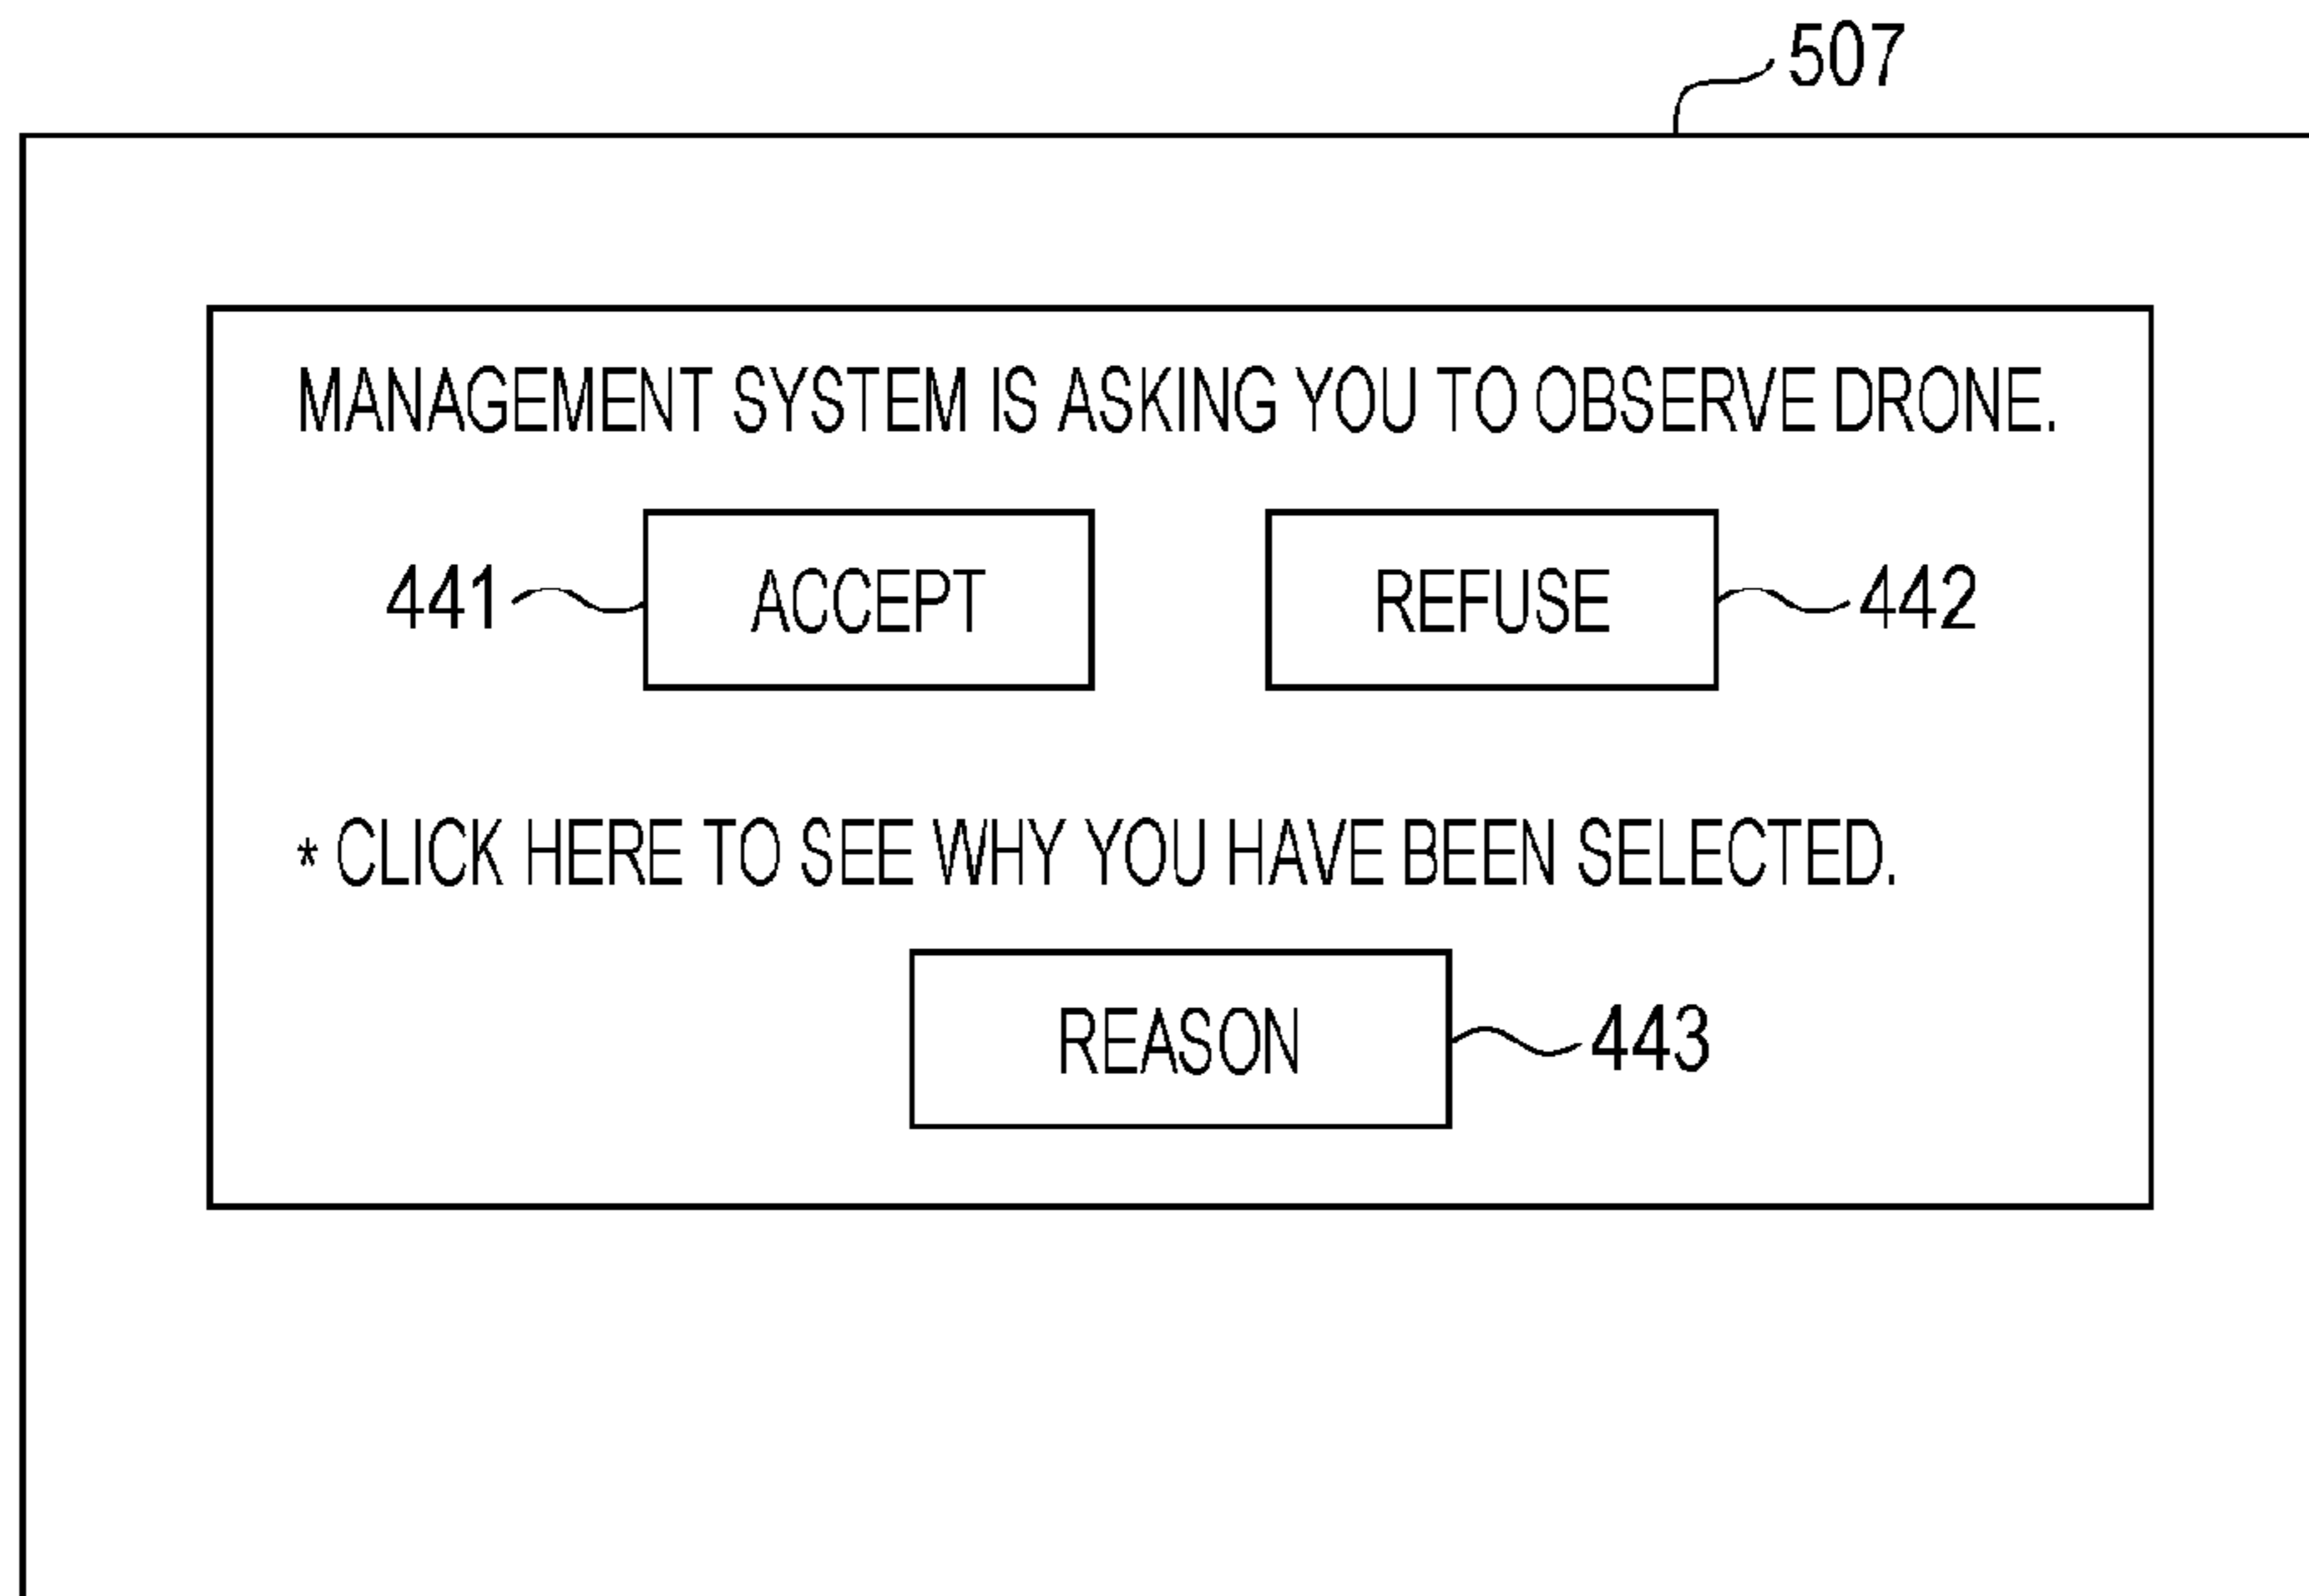 507
MANAGEMENT SYSTEM IS ASKING YOU TO OBSERVE DRONE.
441 ACCEPT REFUSE 442
* CLICK HERE TO SEE WHY YOU HAVE BEEN SELECTED.
REASON 443